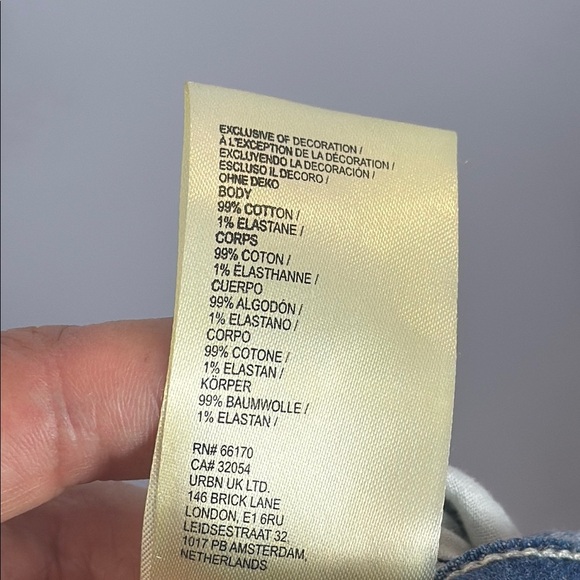 EXCLUSIVE OF DECORATION /
À L'EXCEPTION DE LA DÉCORATION /
EXCLUYENDO LA DECORACIÓN /
ESCLUSO IL DECORO /
OHNE DEKO
BODY
99% COTTON /
1% ELASTANE /
CORPS
99% COTON /
1% ÉLASTHANNE /
CUERPO
99% ALGODÓN /
1% ELASTANO /
CORPO
99% COTONE /
1% ELASTAN /
KÖRPER
99% BAUMWOLLE /
1% ELASTAN /
RN# 66170
CA# 32054
URBN UK LTD.
146 BRICK LANE
LONDON, E1 6RU
LEIDSESTRAAT 32,
1017 PB AMSTERDAM,
NETHERLANDS